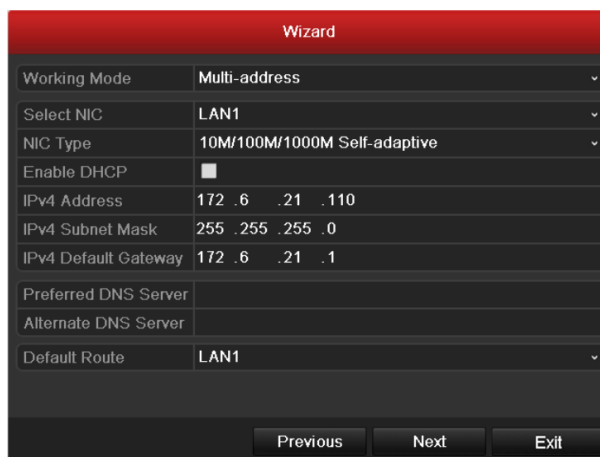 Wizard
Working Mode Multi-address
Select NIC LAN1
NIC Type 10M/100M/1000M Self-adaptive
Enable DHCP
IPv4 Address 172 .6 .21 .110
IPv4 Subnet Mask 255 .255 .255 .0
IPv4 Default Gateway 172 .6 .21 .1
Preferred DNS Server
Alternate DNS Server
Default Route LAN1
Previous Next Exit